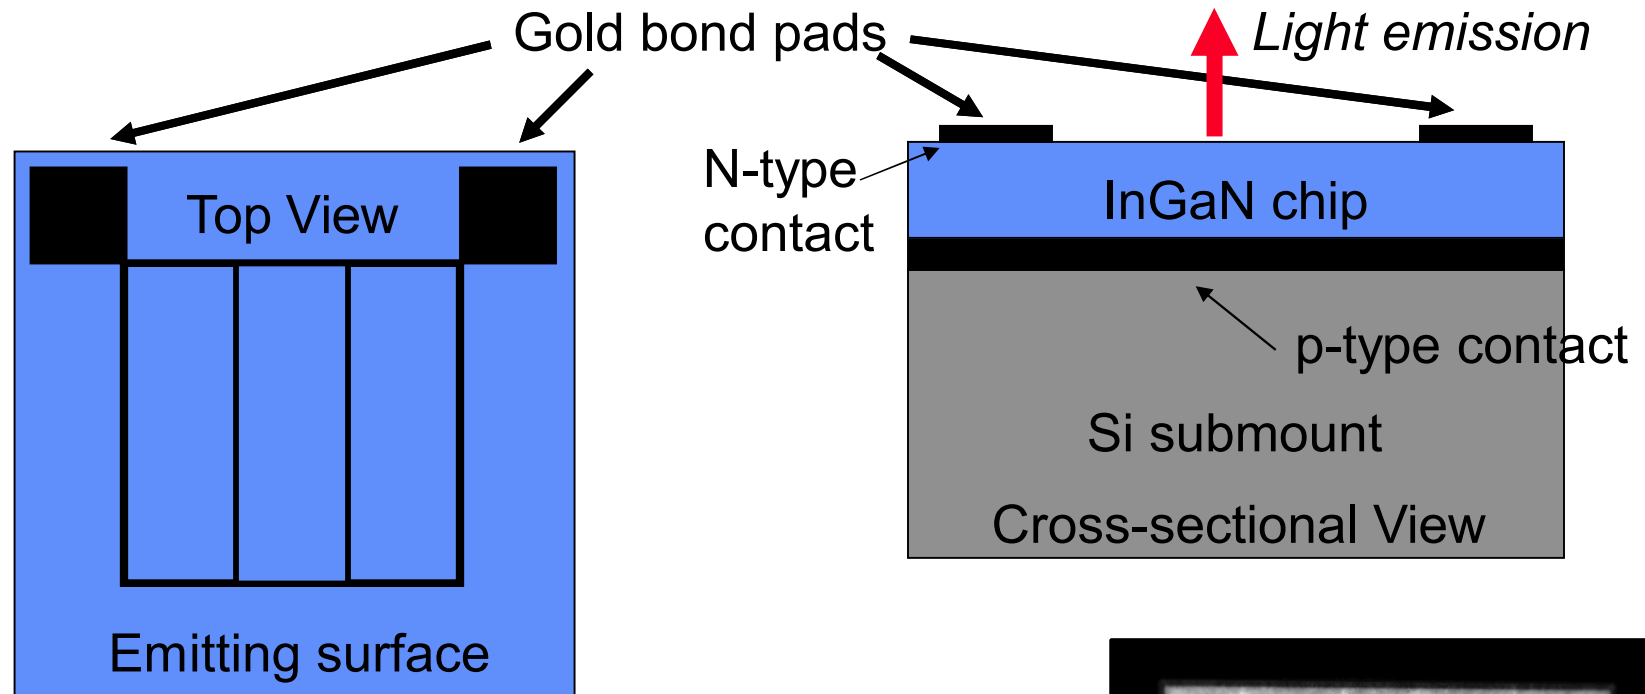 Gold bond pads
Light emission
N-type
contact
Top View
InGaN chip
p-type contact
Si submount
Cross-sectional View
Emitting surface